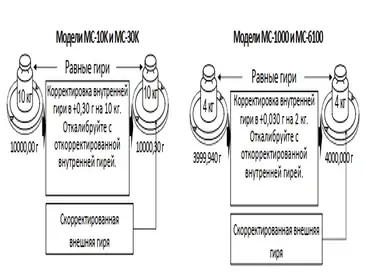 Модели МС-10К и МС-30К
Равные гири
10 кг
10 кг
Корректировка внутренней
гири в +0,30 г на 10 кг.
Откалибруйте с
откорректированной
внутренней гирей.
10000,00 г
10000,30 г
Скорректированная
внешняя гиря
Модели МС-1000 и МС-6100
Равные гири
4 кг
4 кг
Корректировка внутренней
гири в +0,030 г на 2 кг.
Откалибруйте с
откорректированной
внутренней гирей.
3999,940 г
4000,000 г
Скорректированная внешняя
гиря